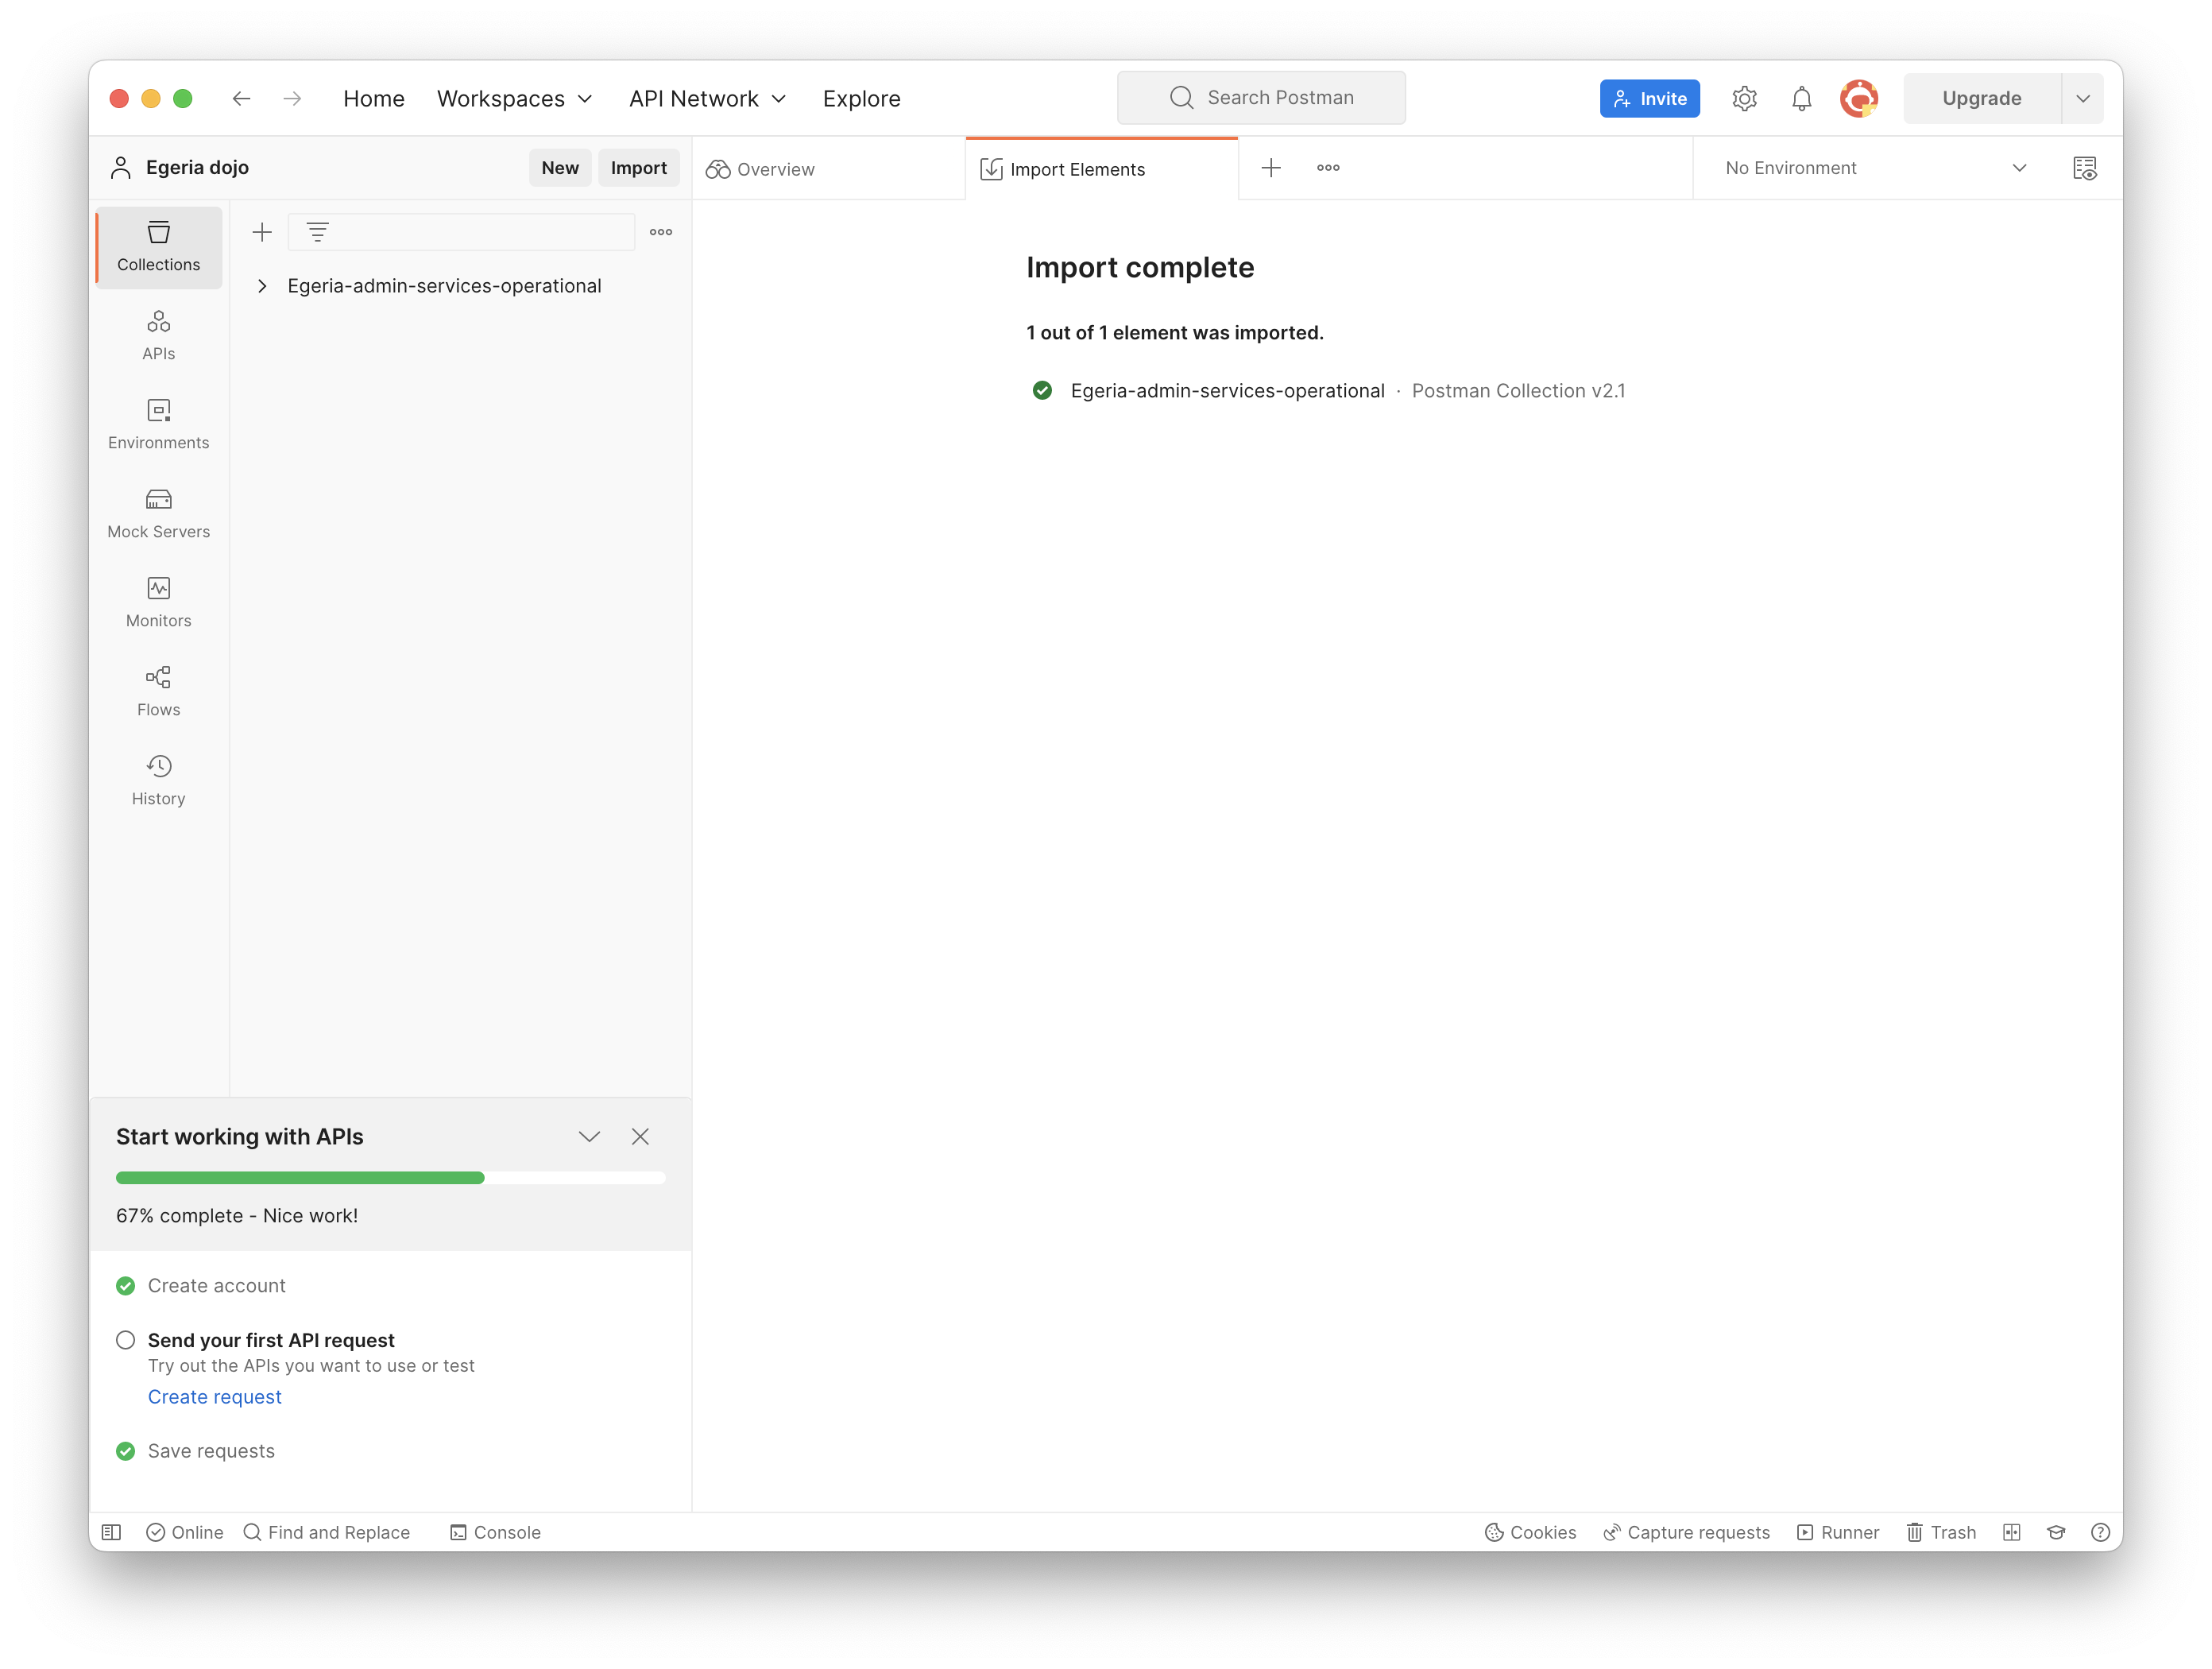 Home Workspaces API Network Explore Search Postman Invite Upgrade
Egeria dojo New Import Overview Import Elements No Environment
Collections
APIs
Environments
Mock Servers
Monitors
Flows
History
Egeria-admin-services-operational
Import complete
1 out of 1 element was imported.
Egeria-admin-services-operational · Postman Collection v2.1
Start working with APIs
67% complete - Nice work!
Create account
Send your first API request
Try out the APIs you want to use or test
Create request
Save requests
Online Find and Replace Console Cookies Capture requests Runner Trash